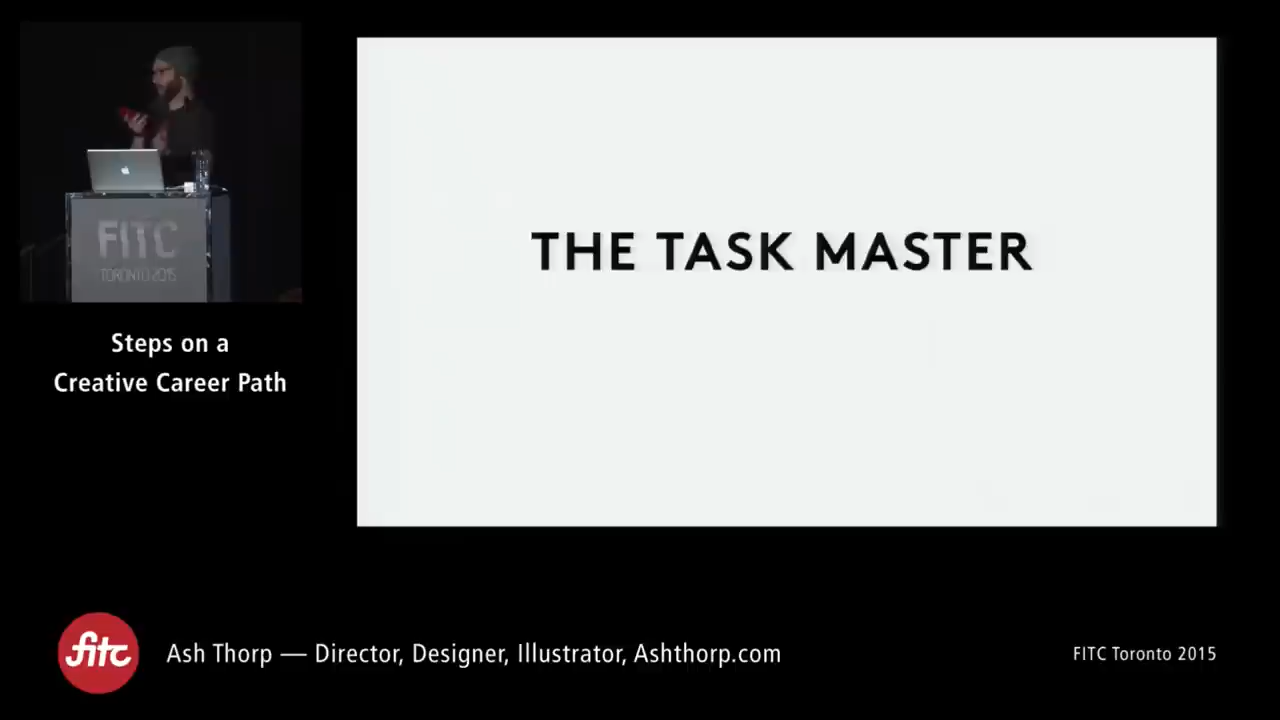 FITC
TORONTO 2015
Steps on a
Creative Career Path
THE TASK MASTER
fitc
Ash Thorp — Director, Designer, Illustrator, Ashthorp.com
FITC Toronto 2015